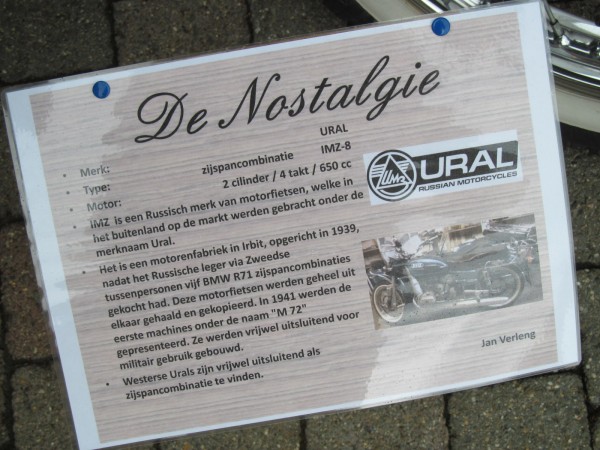 De Nostalgie
• Merk: URAL
• Type: zijspancombinatie IMZ-8
• Motor: 2 cilinder / 4 takt / 650 cc
• IMZ is een Russisch merk van motorfietsen, welke in
het buitenland op de markt werden gebracht onder de
merknaam Ural.
• Het is een motorenfabriek in Irbit, opgericht in 1939,
nadat het Russische leger via Zweedse
tussenpersonen vijf BMW R71 zijspancombinaties
gekocht had. Deze motorfietsen werden geheel uit
elkaar gehaald en gekopieerd. In 1941 werden de
eerste machines onder de naam "M 72"
gepresenteerd. Ze werden vrijwel uitsluitend voor
militair gebruik gebouwd.
• Westerse Urals zijn vrijwel uitsluitend als
zijspancombinatie te vinden.
URAL
RUSSIAN MOTORCYCLES
Jan Verleng